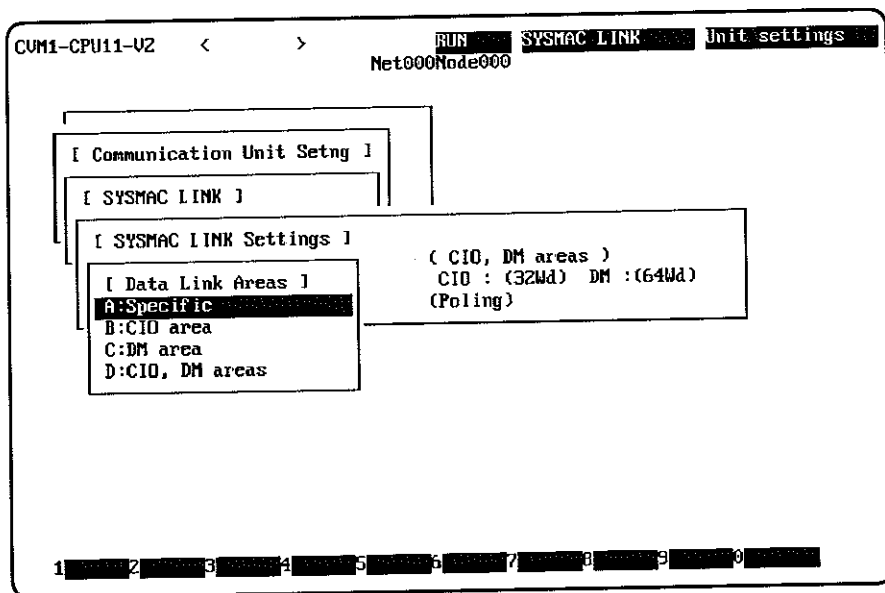 CVM1-CPU11-V2 < > RUN SYSMAC LINK Unit settings
Net000Node000
[ Communication Unit Setng ]
[ SYSMAC LINK ]
[ SYSMAC LINK Settings ]
( CIO, DM areas )
[ Data Link Areas ] CIO : (32Wd) DM :(64Wd)
A:Specific (Poling)
B:CIO area
C:DM area
D:CIO, DM areas
1 2 3 4 5 6 7 8 9 0